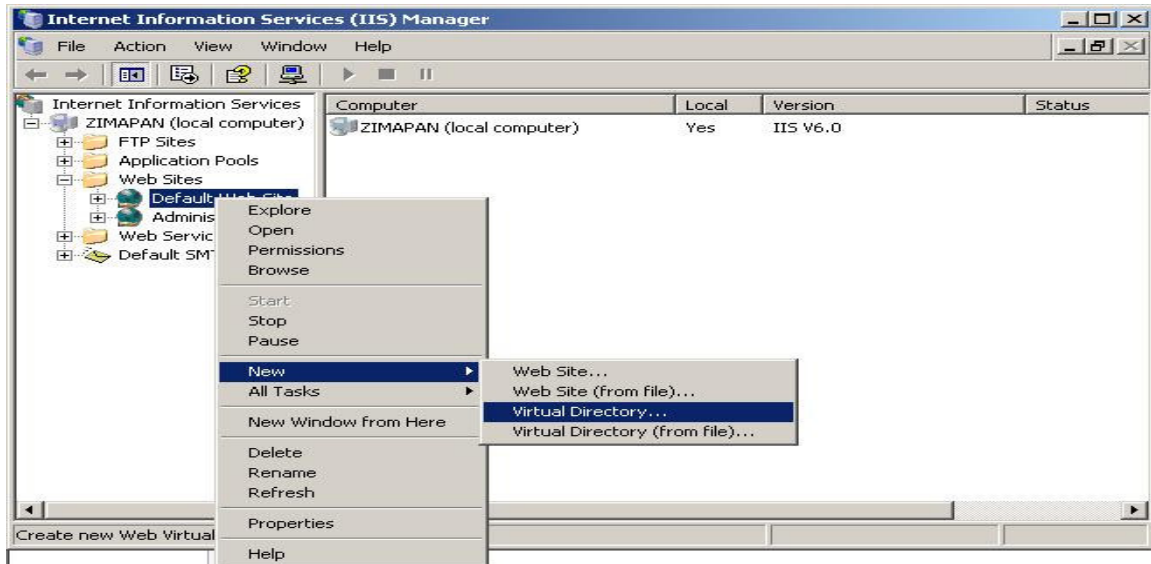 Internet Information Services (IIS) Manager
File Action View Window Help
Internet Information Services
ZIMAPAN (local computer)
FTP Sites
Application Pools
Web Sites
Default Web Site
Adminis
Web Servic
Default SMT
Computer Local Version Status
ZIMAPAN (local computer) Yes IIS V6.0
Explore
Open
Permissions
Browse
Start
Stop
Pause
New
All Tasks
New Window from Here
Delete
Rename
Refresh
Properties
Help
Web Site...
Web Site (from file)...
Virtual Directory...
Virtual Directory (from file)...
Create new Web Virtual